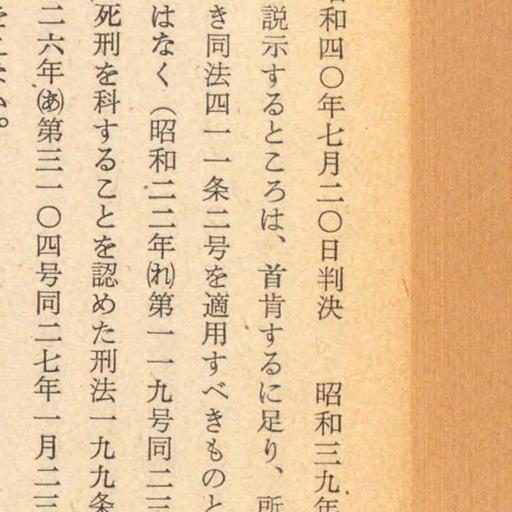 和四〇年七月二〇日判決　昭和三九年
説示するところは、首肯するに足り、所
き同法四一一条二号を適用すべきものと
はなく（昭和二二年㈹第一一九号同二三
死刑を科することを認めた刑法一九九条
二六年(あ)第三一〇四号同二七年一月二三